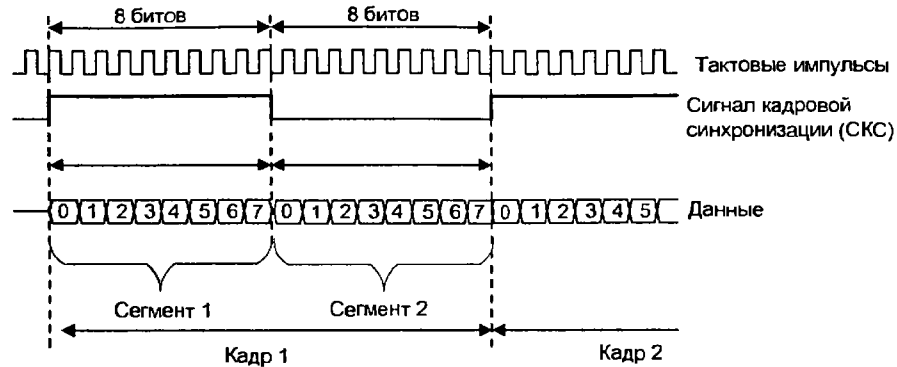 8 битов 8 битов
Тактовые импульсы
Сигнал кадровой
синхронизации (СКС)
0 1 2 3 4 5 6 7 0 1 2 3 4 5 6 7 0 1 2 3 4 5 Данные
Сегмент 1 Сегмент 2
Кадр 1 Кадр 2